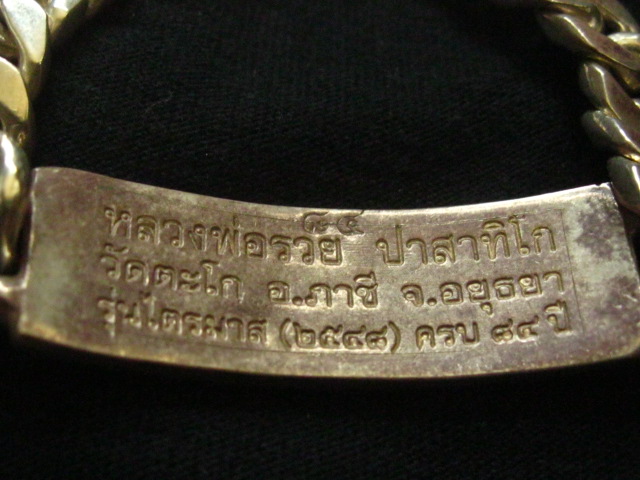 ๘๔
หลวงพ่อรวย ปาสาทิโก
วัดตะโก อ.ภาชี จ.อยุธยา
รุ่นไตรมาส (๒๕๔๘) ครบ ๘๔ ปี